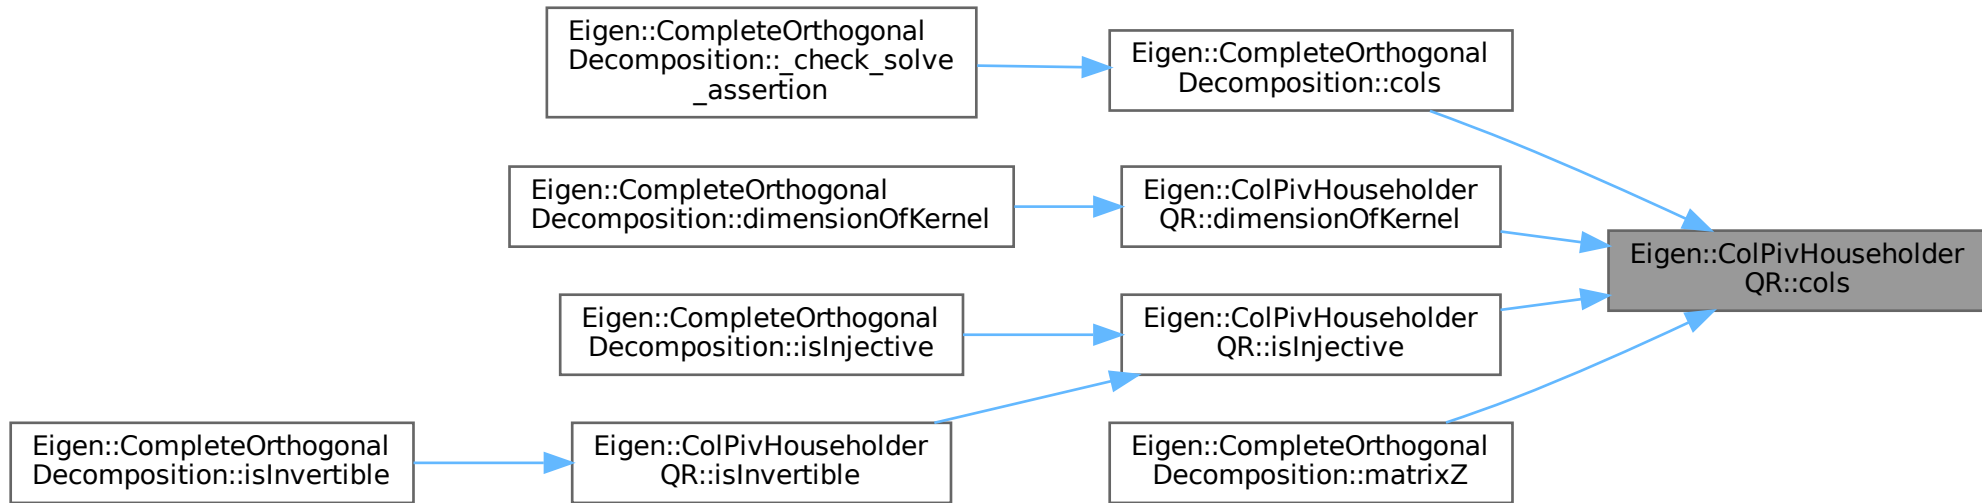 Eigen::CompleteOrthogonal
Decomposition::_check_solve
_assertion
Eigen::CompleteOrthogonal
Decomposition::cols
Eigen::CompleteOrthogonal
Decomposition::dimensionOfKernel
Eigen::ColPivHouseholder
QR::dimensionOfKernel
Eigen::ColPivHouseholder
QR::cols
Eigen::CompleteOrthogonal
Decomposition::isInjective
Eigen::ColPivHouseholder
QR::isInjective
Eigen::CompleteOrthogonal
Decomposition::isInvertible
Eigen::ColPivHouseholder
QR::isInvertible
Eigen::CompleteOrthogonal
Decomposition::matrixZ